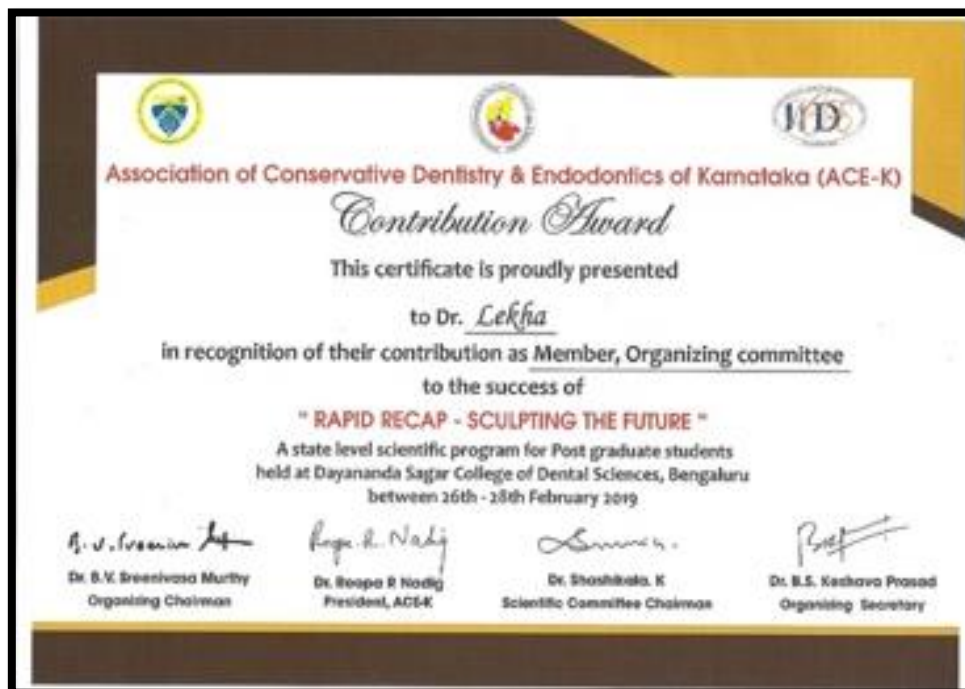 Association of Conservative Dentistry & Endodontics of Karnataka (ACE-K)
Contribution Award
This certificate is proudly presented
to Dr. Lekha
in recognition of their contribution as Member, Organizing committee
to the success of
" RAPID RECAP - SCULPTING THE FUTURE "
A state level scientific program for Post graduate students
held at Dayananda Sagar College of Dental Sciences, Bengaluru
between 26th - 28th February 2019
Roopa. R. Nadig
Dr. B.V. Sreenivasa Murthy
Organizing Chairman
Dr. Roopa R Nadig
President, ACE-K
Dr. Shashikala. K
Scientific Committee Chairman
Dr. B.S. Keshava Prasad
Organizing Secretary